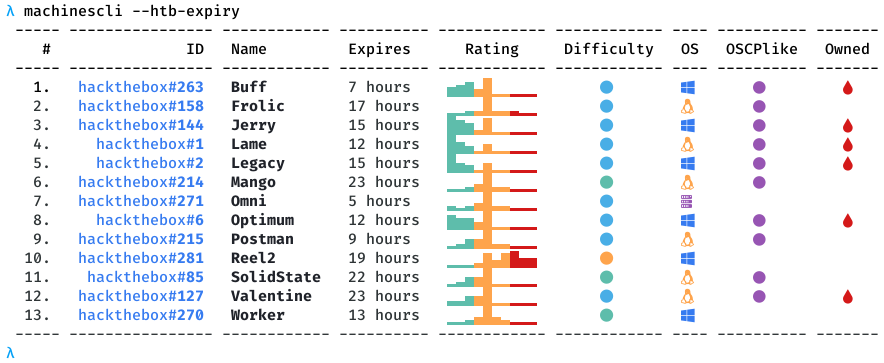 λ machinescli --htb-expiry
----- ------------- ---------- --------- ----------- ------------ ---- --------- -------
# ID Name Expires Rating Difficulty OS OSCPlike Owned
----- ------------- ---------- --------- ----------- ------------ ---- --------- -------
1. hackthebox#263 Buff 7 hours
2. hackthebox#158 Frolic 17 hours
3. hackthebox#144 Jerry 15 hours
4. hackthebox#1 Lame 12 hours
5. hackthebox#2 Legacy 15 hours
6. hackthebox#214 Mango 23 hours
7. hackthebox#271 Omni 5 hours
8. hackthebox#6 Optimum 12 hours
9. hackthebox#215 Postman 9 hours
10. hackthebox#281 Reel2 19 hours
11. hackthebox#85 SolidState 22 hours
12. hackthebox#127 Valentine 23 hours
13. hackthebox#270 Worker 13 hours
----- ------------- ---------- --------- ----------- ------------ ---- --------- -------
λ